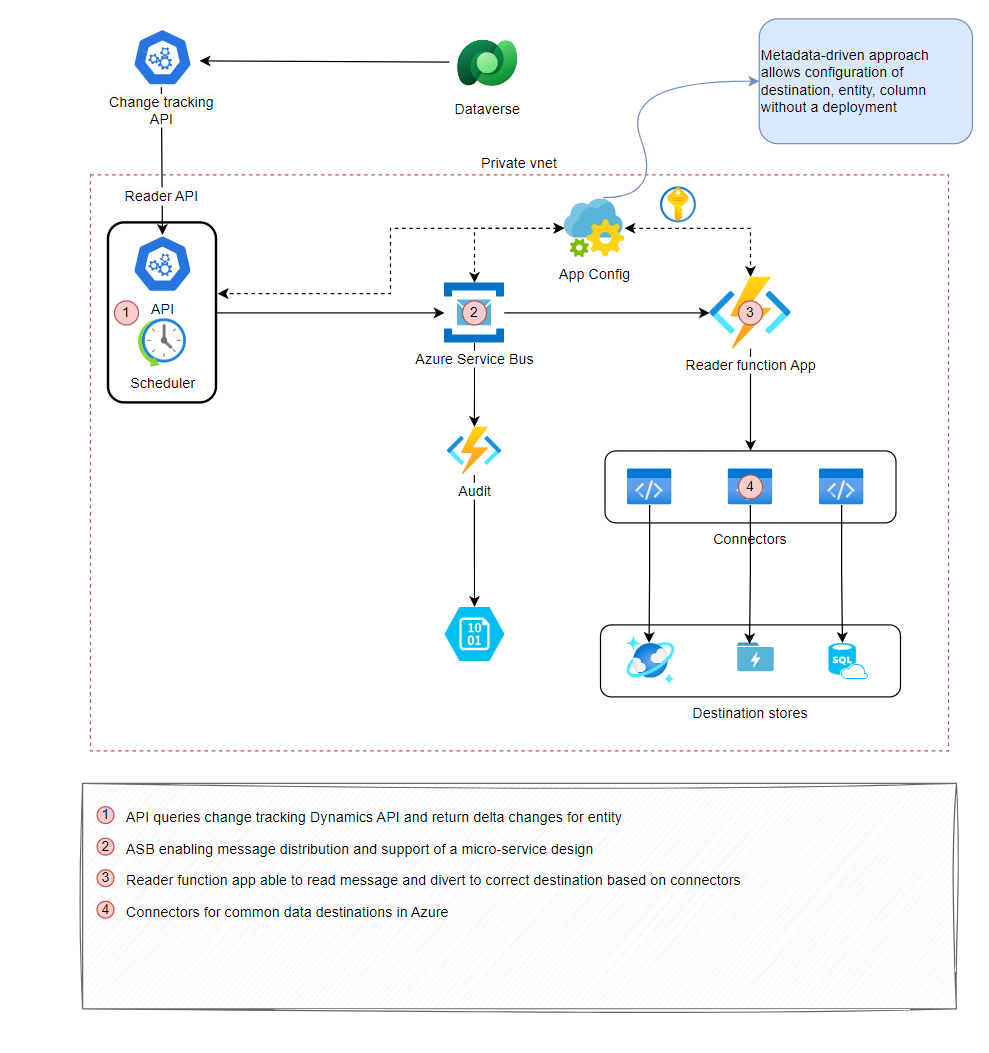 Metadata-driven approach
allows configuration of
destination, entity, column
without a deployment
Change tracking
API
Dataverse
Private vnet
Reader API
App Config
API
1
2
3
Scheduler
Azure Service Bus
Reader function App
Audit
4
Connectors
10
01
SQL
Destination stores
1 API queries change tracking Dynamics API and return delta changes for entity
2 ASB enabling message distribution and support of a micro-service design
3 Reader function app able to read message and divert to correct destination based on connectors
4 Connectors for common data destinations in Azure